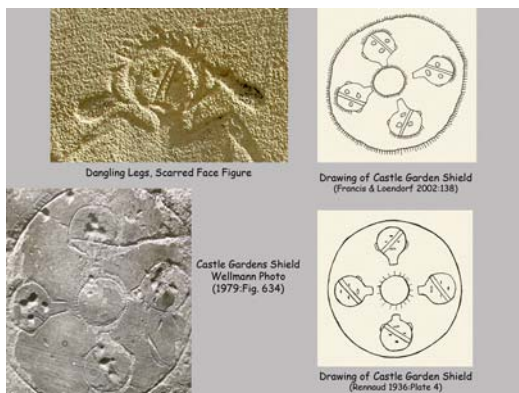 Dangling Legs, Scarred Face Figure
Drawing of Castle Garden Shield
(Francis & Loendorf 2002:138)
Castle Gardens Shield
Wellmann Photo
(1979:Fig. 634)
Drawing of Castle Garden Shield
(Rennaud 1936:Plate 4)